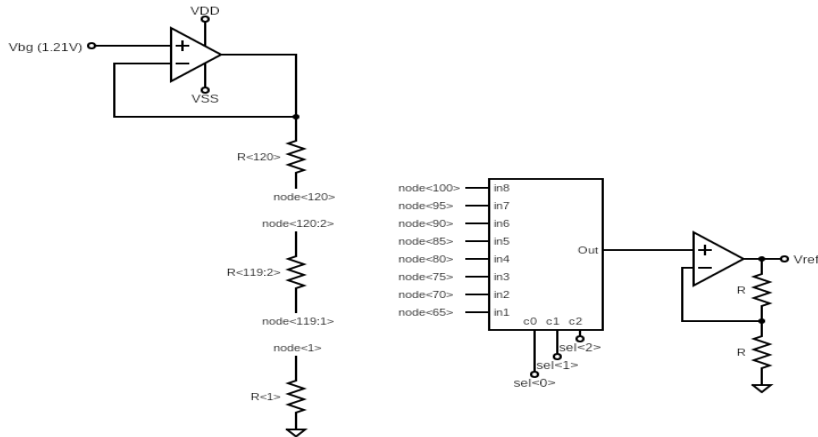 VDD
Vbg (1.21V)
+
−
VSS
R<120>
node<120>
node<120:2>
R<119:2>
node<119:1>
node<1>
R<1>
node<100> in8
node<95> in7
node<90> in6
node<85> in5
node<80> in4
node<75> in3
node<70> in2
node<65> in1
Out
c0 c1 c2
sel<2>
sel<1>
sel<0>
+
−
Vref
R
R